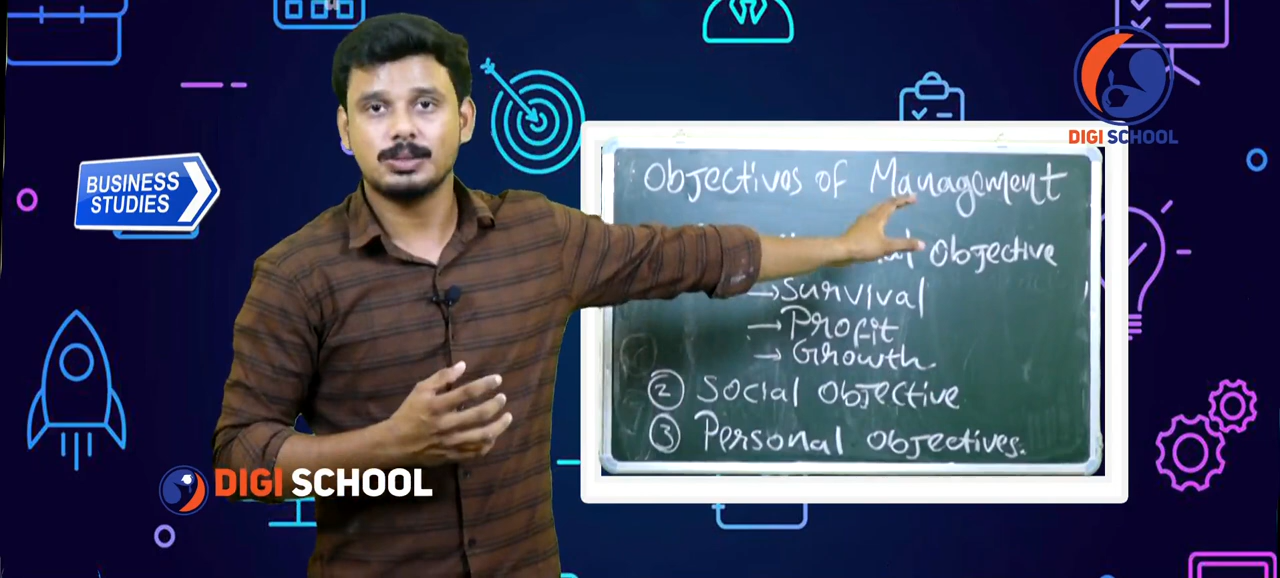 DIGI SCHOOL
BUSINESS
STUDIES
Objectives of Management
Objective
→ Survival
→ Profit
→ Growth
② Social Objective
③ Personal Objectives.
DIGI SCHOOL